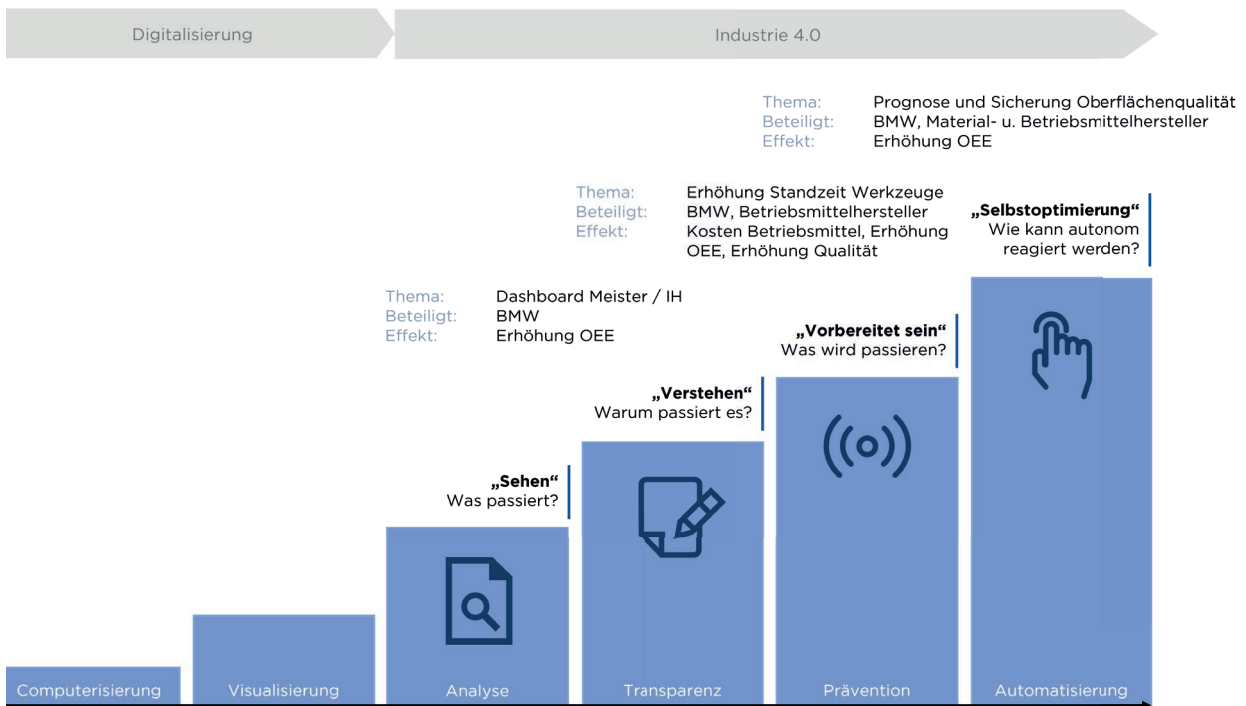 Digitalisierung
Industrie 4.0
Thema: Prognose und Sicherung Oberflächenqualität
Beteiligt: BMW, Material- u. Betriebsmittelhersteller
Effekt: Erhöhung OEE
Thema: Erhöhung Standzeit Werkzeuge
Beteiligt: BMW, Betriebsmittelhersteller
Effekt: Kosten Betriebsmittel, Erhöhung
OEE, Erhöhung Qualität
„Selbstoptimierung“
Wie kann autonom
reagiert werden?
Thema: Dashboard Meister / IH
Beteiligt: BMW
Effekt: Erhöhung OEE
„Vorbereitet sein“
Was wird passieren?
„Verstehen“
Warum passiert es?
„Sehen“
Was passiert?
Computerisierung
Visualisierung
Analyse
Transparenz
Prävention
Automatisierung